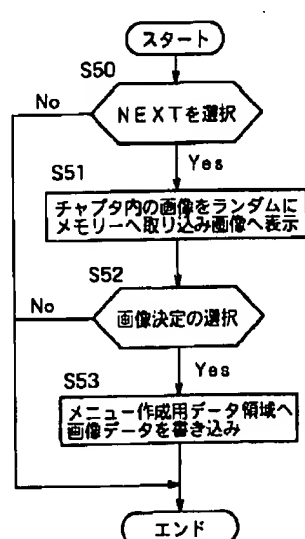 スタート
S50
No
NEXTを選択
Yes
S51
チャプタ内の画像をランダムに
メモリーへ取り込み画像へ表示
S52
No
画像決定の選択
Yes
S53
メニュー作成用データ領域へ
画像データを書き込み
エンド